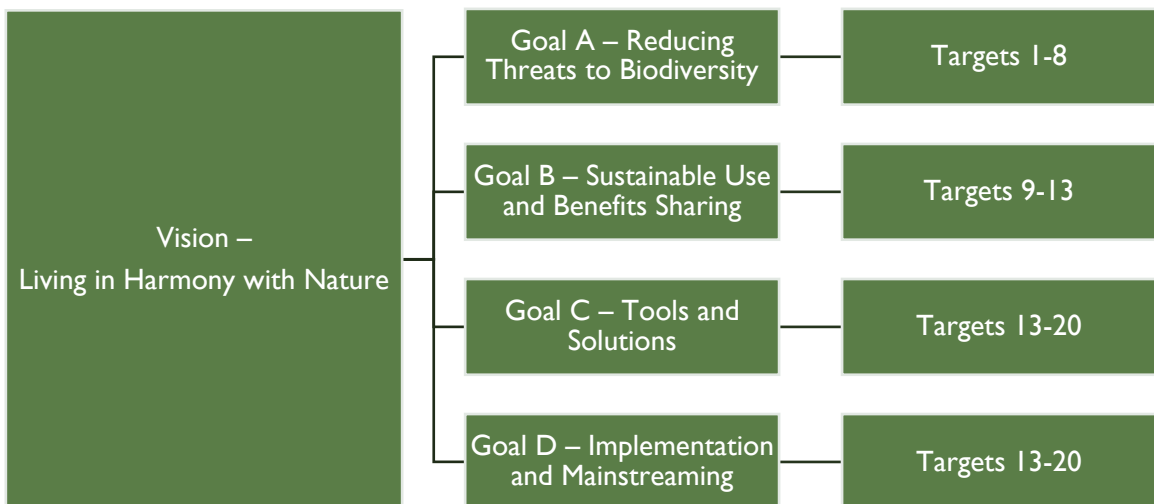 Vision –
Living in Harmony with Nature
Goal A – Reducing
Threats to Biodiversity
Targets 1-8
Goal B – Sustainable Use
and Benefits Sharing
Targets 9-13
Goal C – Tools and
Solutions
Targets 13-20
Goal D – Implementation
and Mainstreaming
Targets 13-20